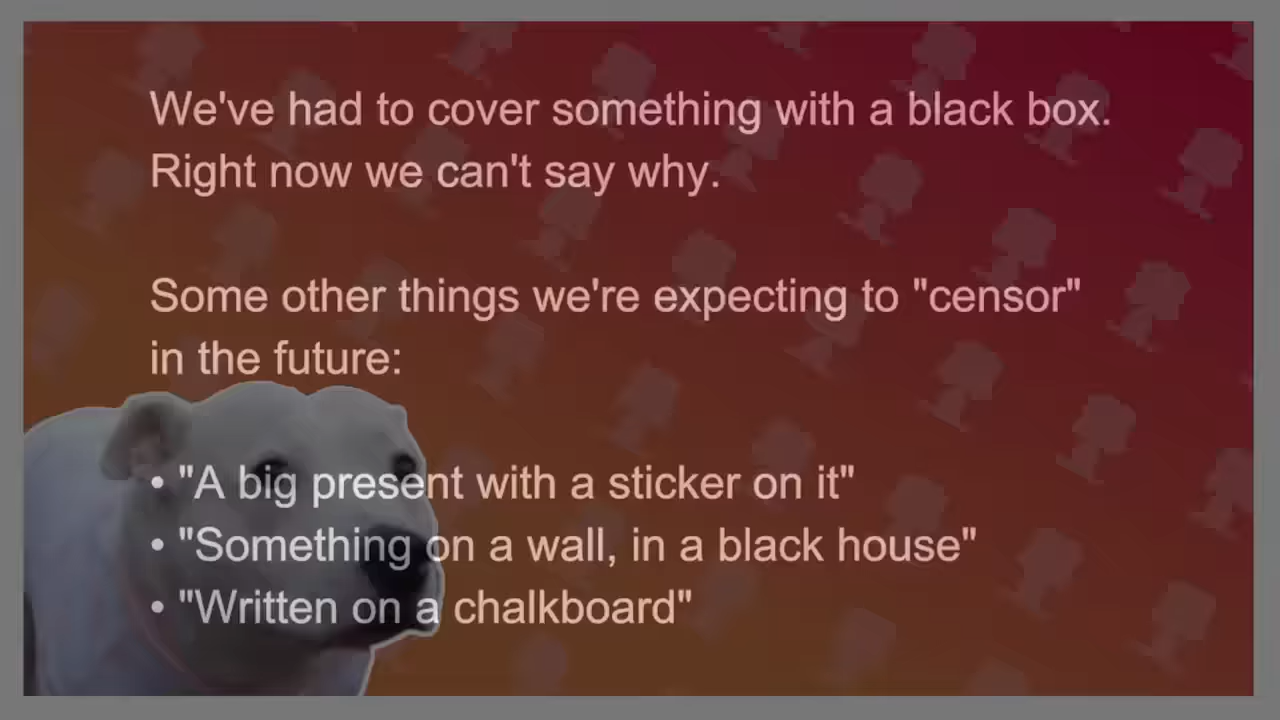 We've had to cover something with a black box.
Right now we can't say why.
Some other things we're expecting to "censor"
in the future:
• "A big present with a sticker on it"
• "Something on a wall, in a black house"
• "Written on a chalkboard"